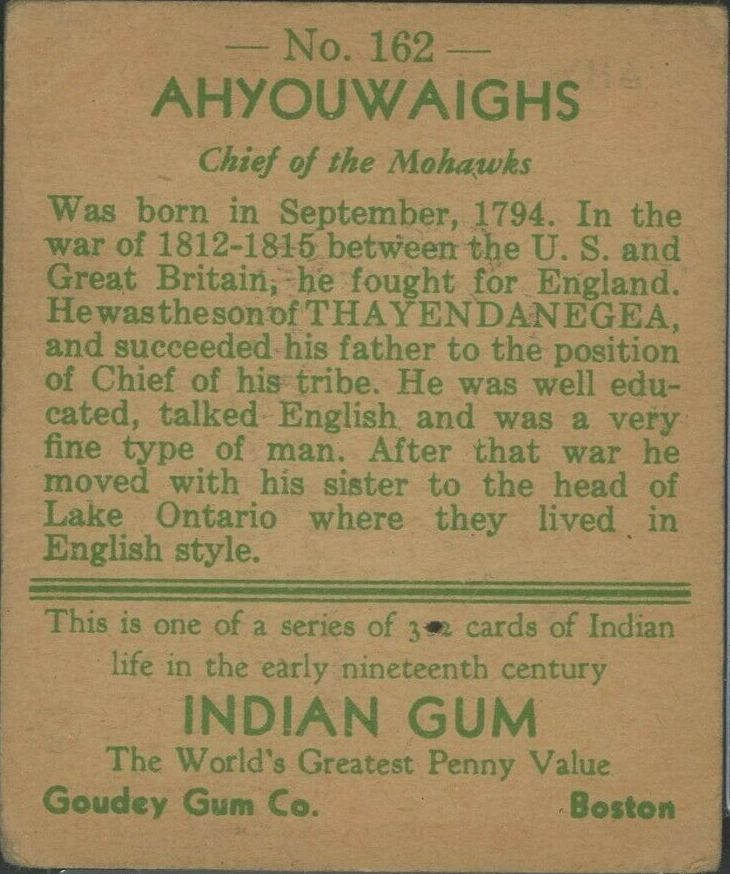 — No. 162 —
AHYOUWAIGHS
Chief of the Mohawks
Was born in September, 1794. In the
war of 1812-1815 between the U. S. and
Great Britain, he fought for England.
He was the son of THAYENDANEGEA,
and succeeded his father to the position
of Chief of his tribe. He was well edu-
cated, talked English and was a very
fine type of man. After that war he
moved with his sister to the head of
Lake Ontario where they lived in
English style.
This is one of a series of cards of Indian
life in the early nineteenth century
INDIAN GUM
The World's Greatest Penny Value
Goudey Gum Co. Boston